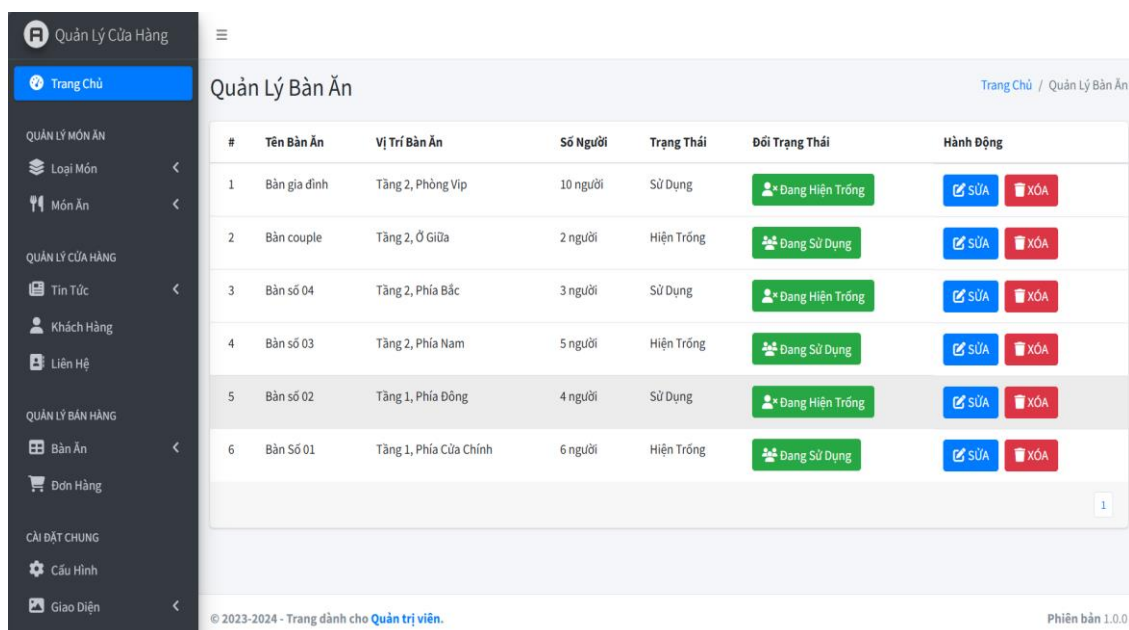 Quản Lý Cửa Hàng
Trang Chủ
QUẢN LÝ MÓN ĂN
Loại Món
Món Ăn
QUẢN LÝ CỬA HÀNG
Tin Tức
Khách Hàng
Liên Hệ
QUẢN LÝ BÁN HÀNG
Bàn Ăn
Đơn Hàng
CÀI ĐẶT CHUNG
Cấu Hình
Giao Diện
Quản Lý Bàn Ăn
Trang Chủ / Quản Lý Bàn Ăn
# Tên Bàn Ăn Vị Trí Bàn Ăn Số Người Trạng Thái Đổi Trạng Thái Hành Động
1 Bàn gia đình Tầng 2, Phòng Vip 10 người Sử Dụng Đang Hiện Trống SỬA XÓA
2 Bàn couple Tầng 2, Ở Giữa 2 người Hiện Trống Đang Sử Dụng SỬA XÓA
3 Bàn số 04 Tầng 2, Phía Bắc 3 người Sử Dụng Đang Hiện Trống SỬA XÓA
4 Bàn số 03 Tầng 2, Phía Nam 5 người Hiện Trống Đang Sử Dụng SỬA XÓA
5 Bàn số 02 Tầng 1, Phía Đông 4 người Sử Dụng Đang Hiện Trống SỬA XÓA
6 Bàn Số 01 Tầng 1, Phía Cửa Chính 6 người Hiện Trống Đang Sử Dụng SỬA XÓA
1
© 2023-2024 - Trang dành cho Quản trị viên.
Phiên bản 1.0.0